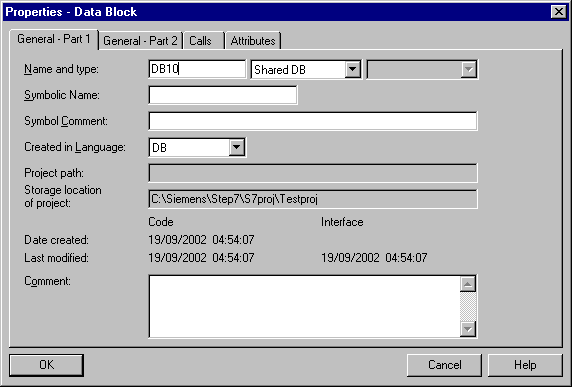 Properties - Data Block
General - Part 1 General - Part 2 Calls Attributes
Name and type: DB10 Shared DB
Symbolic Name:
Symbol Comment:
Created in Language: DB
Project path:
Storage location
of project: C:\Siemens\Step7\S7proj\Testproj
Code Interface
Date created: 19/09/2002 04:54:07
Last modified: 19/09/2002 04:54:07 19/09/2002 04:54:07
Comment:
OK Cancel Help